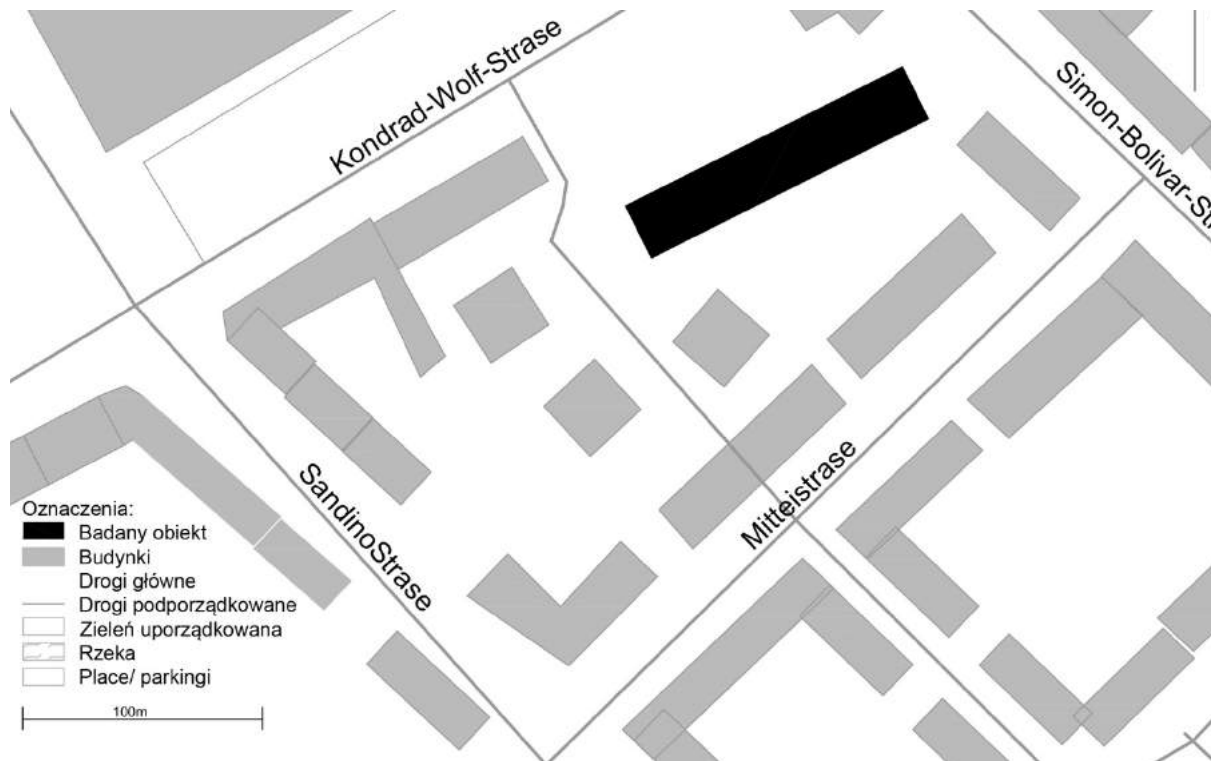 Kondrad-Wolf-Strase
Simon-Bolivar-St
SandinoStrase
Mitteistrase
Oznaczenia:
Badany obiekt
Budynki
Drogi główne
Drogi podporządkowane
Zieleń uporządkowana
Rzeka
Place/ parkingi
100m